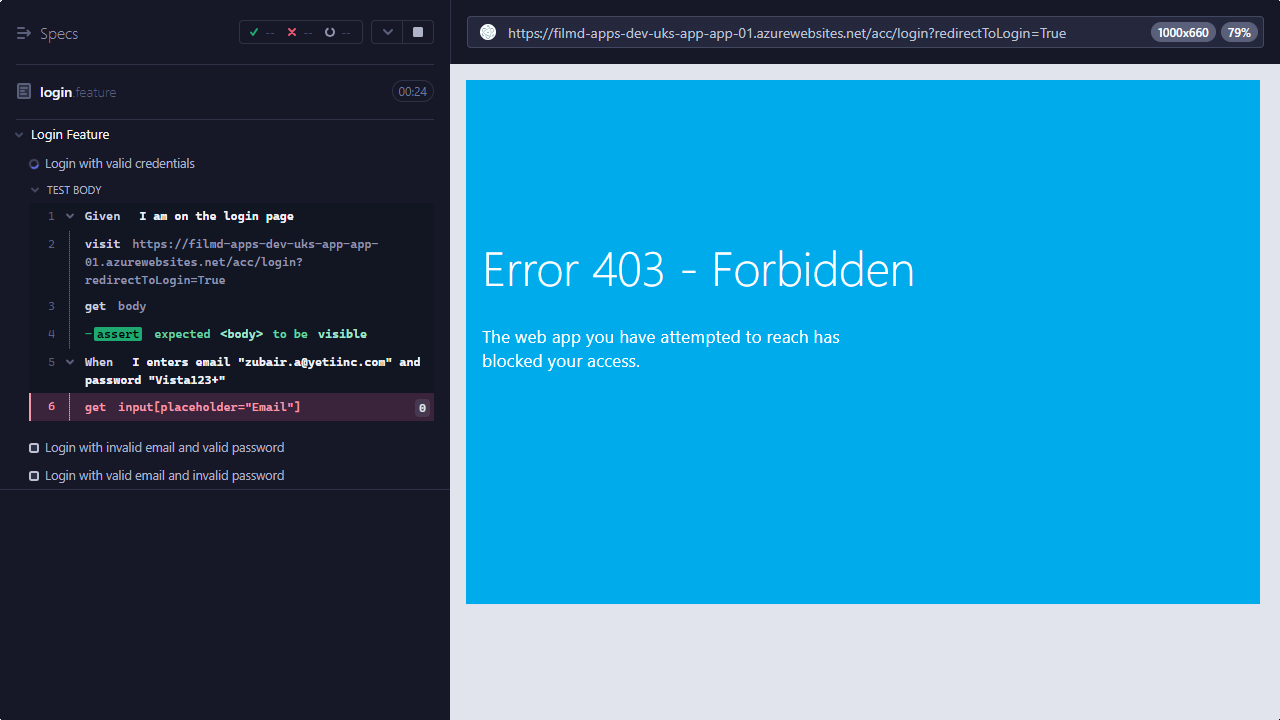 Specs
-- -- --
https://filmd-apps-dev-uks-app-app-01.azurewebsites.net/acc/login?redirectToLogin=True 1000x660 79%
login.feature 00:24
Login Feature
Login with valid credentials
TEST BODY
1 Given I am on the login page
2 visit https://filmd-apps-dev-uks-app-app-
01.azurewebsites.net/acc/login?
redirectToLogin=True
3 get body
4 -assert expected <body> to be visible
5 When I enters email "zubair.a@yetiinc.com" and
password "Vista123+"
6 get input[placeholder="Email"] 0
Login with invalid email and valid password
Login with valid email and invalid password
Error 403 - Forbidden
The web app you have attempted to reach has
blocked your access.